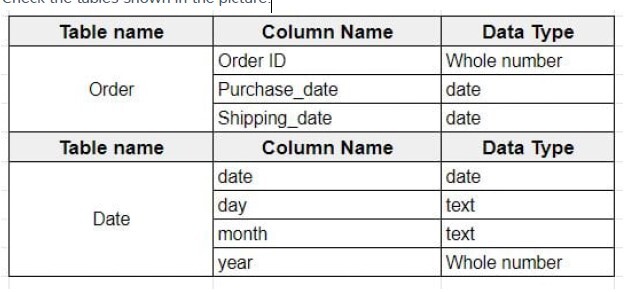 Check the tables shown in the picture.
Table name Column Name Data Type
Order ID Whole number
Order Purchase_date date
Shipping_date date
Table name Column Name Data Type
date date
day text
Date
month text
year Whole number